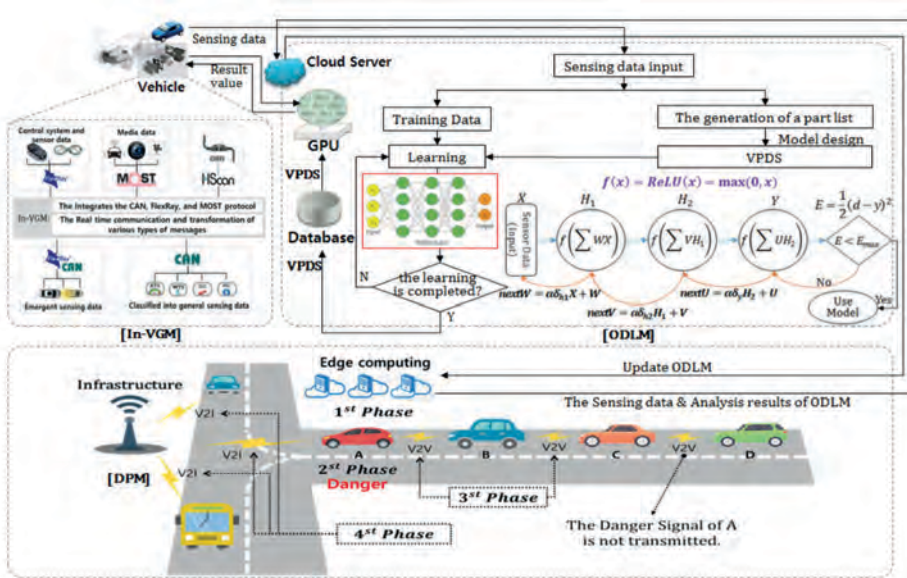 Sensing data
Cloud Server
Result
value
Vehicle
GPU
VPDS
Database
VPDS
Control system and
sensor data
Media data
MOST
HScan
In-VGM
The Integrates the CAN, FlexRay, and MOST protocol
The Real time communication and transformation of
various types of messages
CAN
CAN
Emergent sensing data
Classified into general sensing data
[In-VGM]
Sensing data input
Training Data
The generation of a part list
Model design
Learning
VPDS
f(x) = ReLU(x) = max(0, x)
X
H₁
H₂
Y
E = 1/2(d−y)²
Sensor Data
(Input)
f(∑WX)
f(∑VH₁)
f(∑UH₂)
E < Eₘₐₓ
N
the learning
is completed?
Y
No
Yes
Use
Model
nextW = αδₕ₁X + W
nextV = αδₕ₂H₁ + V
nextU = αδᵧH₂ + U
[ODLM]
Edge computing
Update ODLM
Infrastructure
1ˢᵗ Phase
The Sensing data & Analysis results of ODLM
V2I
V2I
V2I
[DPM]
A
B
C
D
V2V
V2V
V2V
2ˢᵗ Phase
Danger
3ˢᵗ Phase
4ˢᵗ Phase
The Danger Signal of A
is not transmitted.